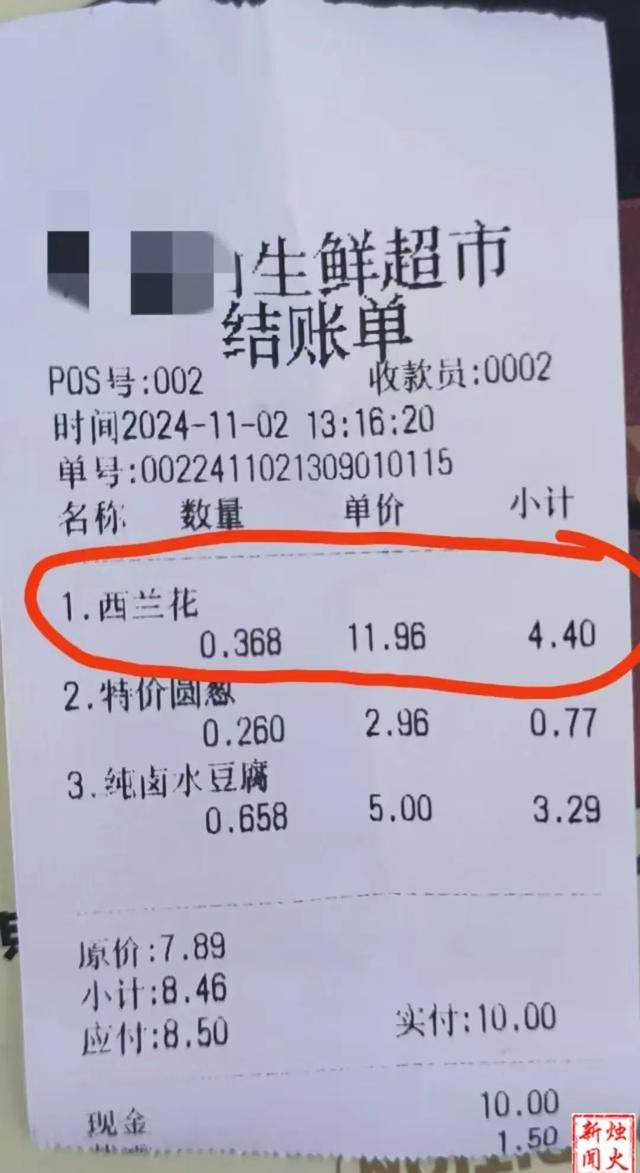 生鲜超市
结账单
POS号:002 收款员:0002
时间2024-11-02 13:16:20
单号:0022411021309010115
名称 数量 单价 小计
1.西兰花
0.368 11.96 4.40
2.特价圆葱
0.260 2.96 0.77
3.纯卤水豆腐
0.658 5.00 3.29
原价:7.89
小计:8.46
应付:8.50 实付:10.00
现金 10.00
1.50
新烛
闻火